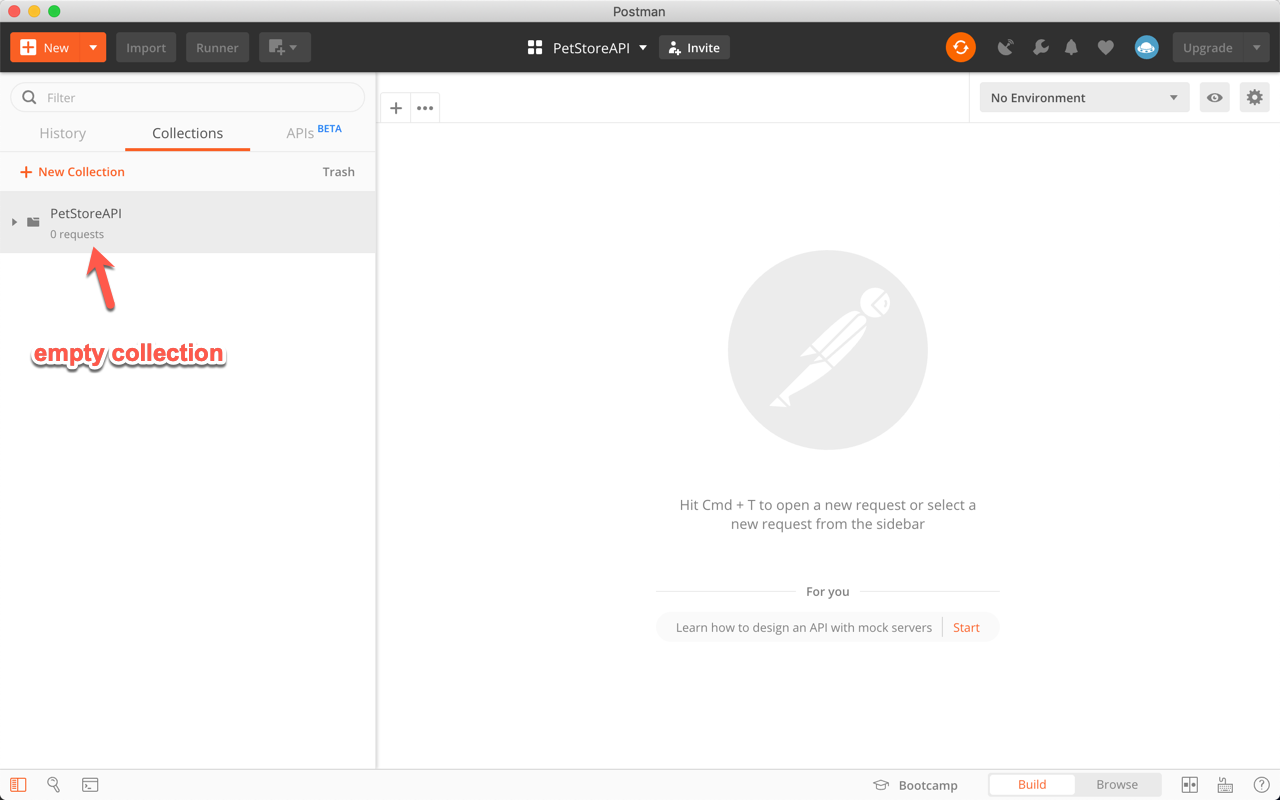 Postman
New
Import
Runner
PetStoreAPI
Invite
Upgrade
Filter
No Environment
History
Collections
APIs BETA
+ New Collection
Trash
PetStoreAPI
0 requests
empty collection
Hit Cmd + T to open a new request or select a
new request from the sidebar
For you
Learn how to design an API with mock servers
Start
Bootcamp
Build
Browse